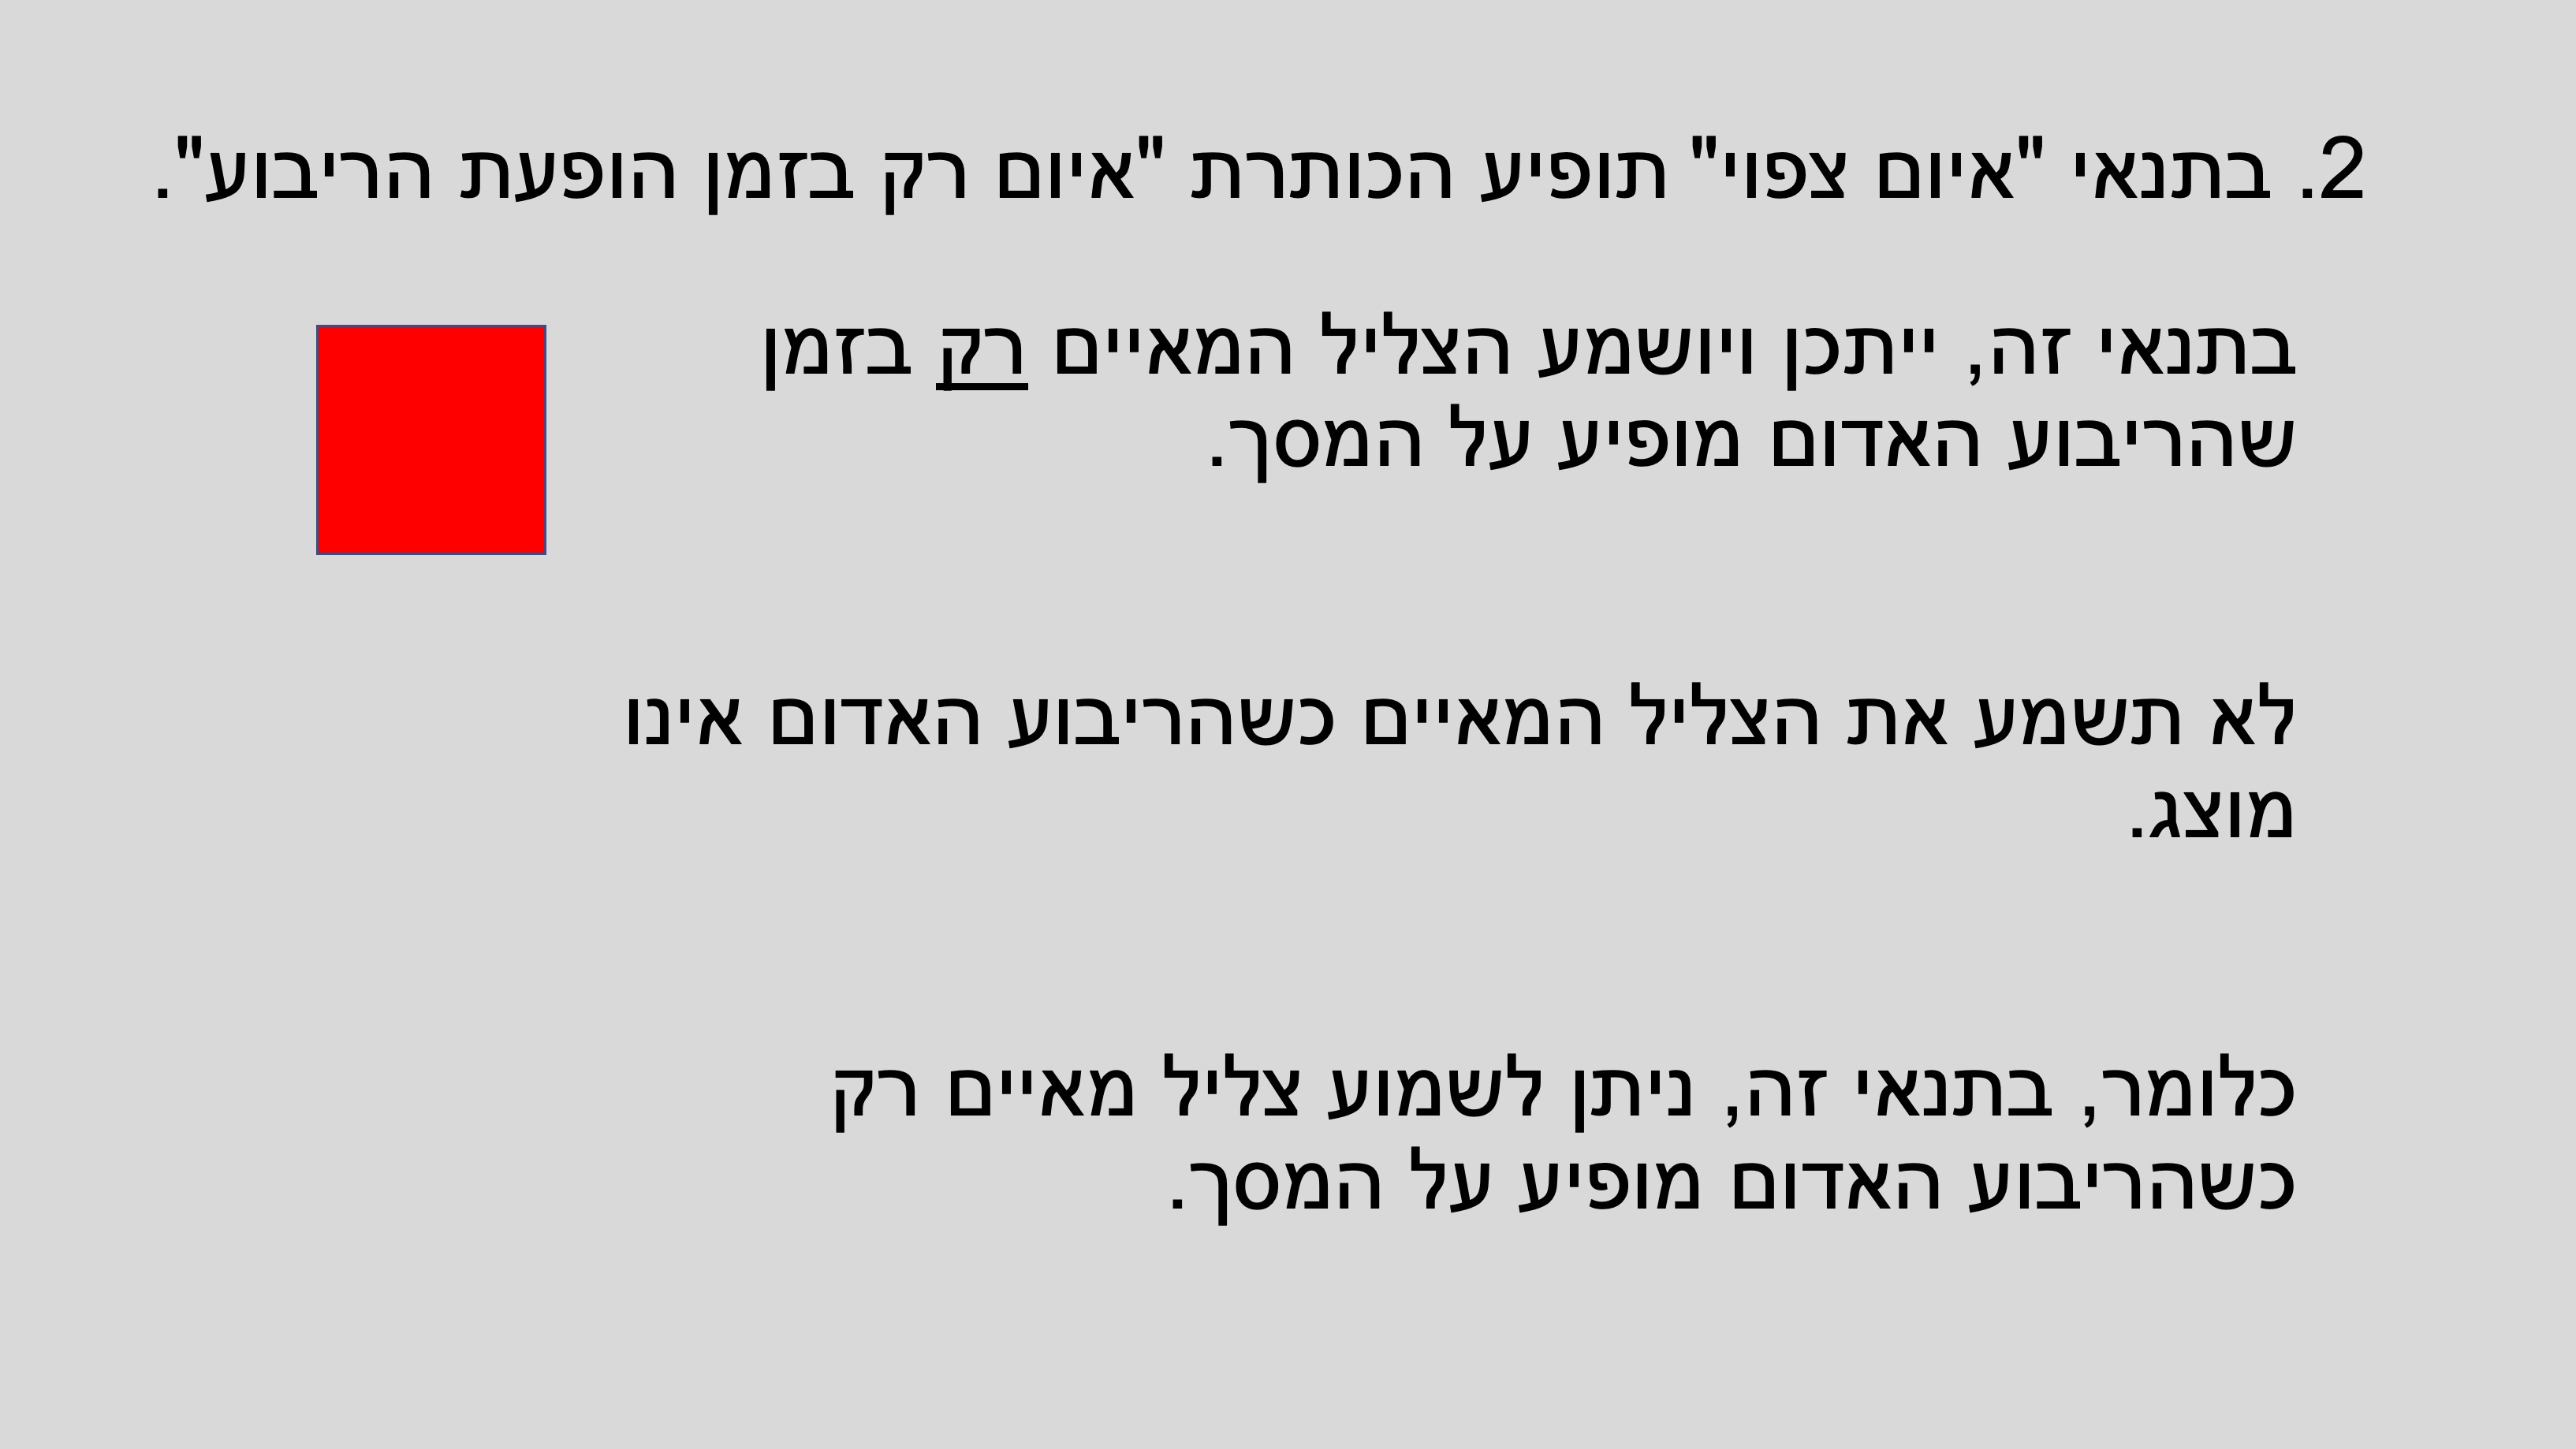 2. בתנאי "איום צפוי" תופיע הכותרת "איום רק בזמן הופעת הריבוע".
בתנאי זה, ייתכן ויושמע הצליל המאיים רק בזמן
שהריבוע האדום מופיע על המסך.
לא תשמע את הצליל המאיים כשהריבוע האדום אינו
מוצג.
כלומר, בתנאי זה, ניתן לשמוע צליל מאיים רק
כשהריבוע האדום מופיע על המסך.